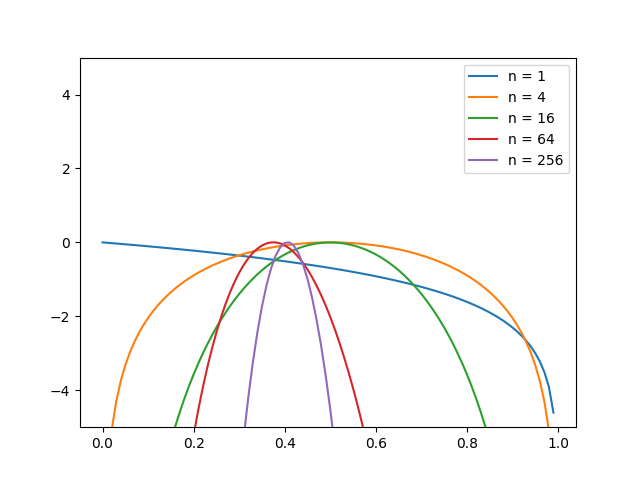 4
2
0
−2
−4
0.0 0.2 0.4 0.6 0.8 1.0
n = 1
n = 4
n = 16
n = 64
n = 256